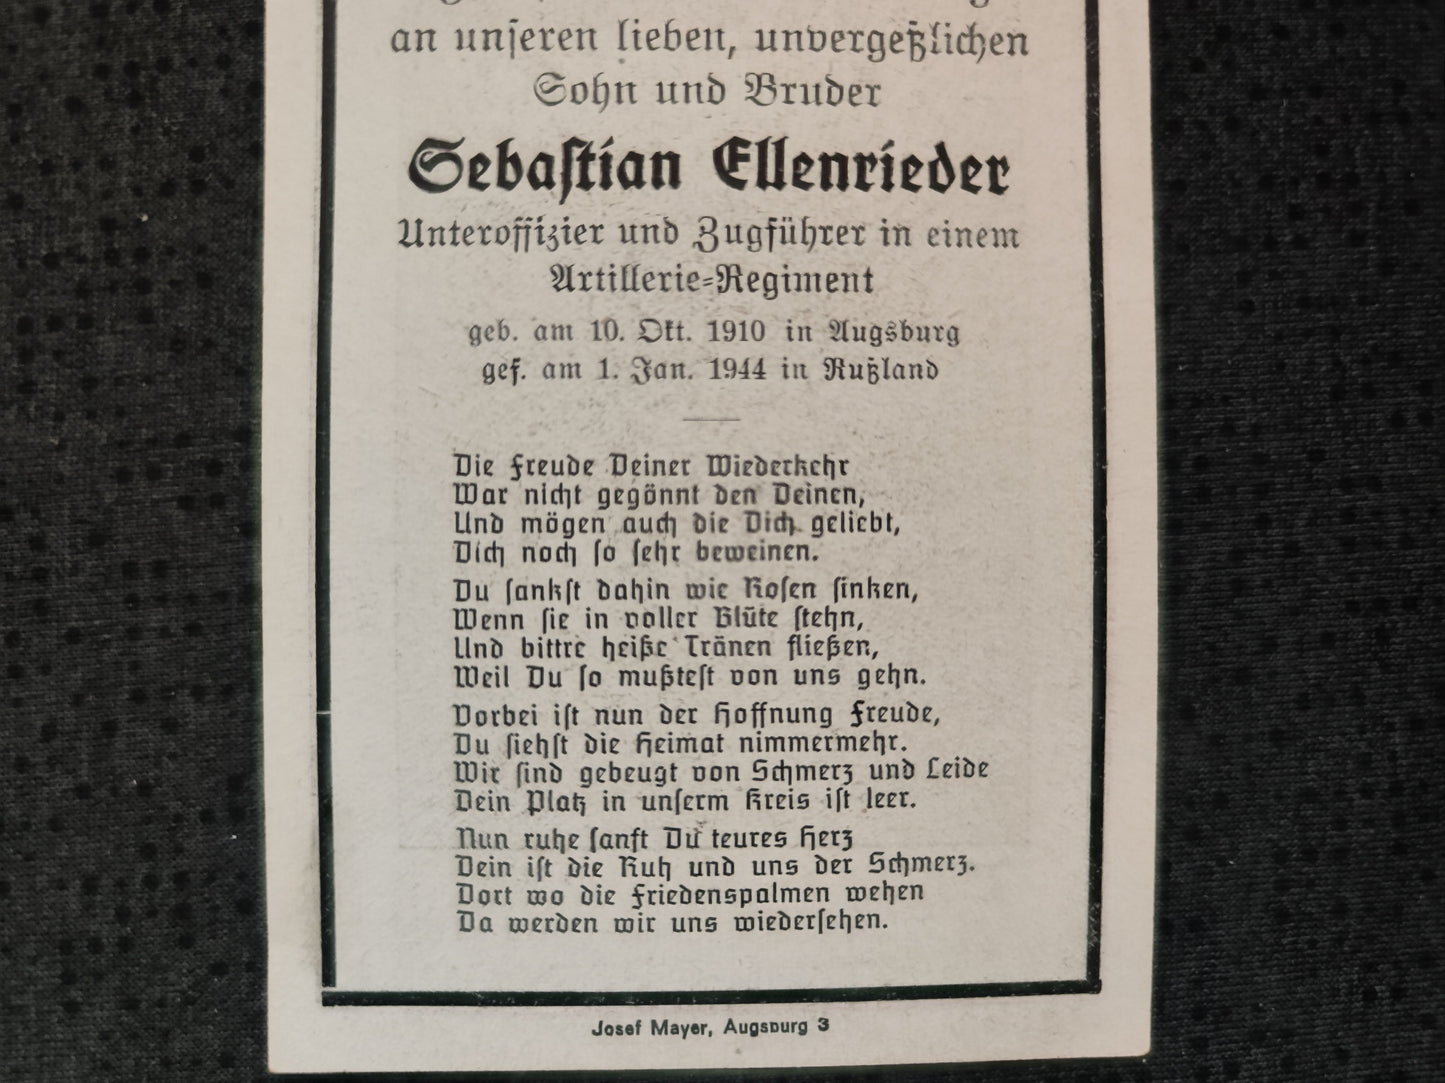 an unseren lieben, unvergeßlichen
Sohn und Bruder
Sebastian Ellenrieder
Unteroffizier und Zugführer in einem
Artillerie-Regiment
geb. am 10. Okt. 1910 in Augsburg
gef. am 1. Jan. 1944 in Rußland
Die Freude Deiner Wiederkehr
War nicht gegönnt den Deinen,
Und mögen auch die Dich geliebt,
Dich noch so sehr beweinen.
Du sankst dahin wie Rosen sinken,
Wenn sie in voller Blüte stehn,
Und bittre heiße Tränen fließen,
Weil Du so mußtest von uns gehn.
Vorbei ist nun der Hoffnung Freude,
Du siehst die Heimat nimmermehr.
Wir sind gebeugt von Schmerz und Leide
Dein Platz in unserm Kreis ist leer.
Nun ruhe sanft Du teures Herz
Dein ist die Ruh und uns der Schmerz.
Dort wo die Friedenspalmen wehen
Da werden wir uns wiedersehen.
Josef Mayer, Augsburg 3